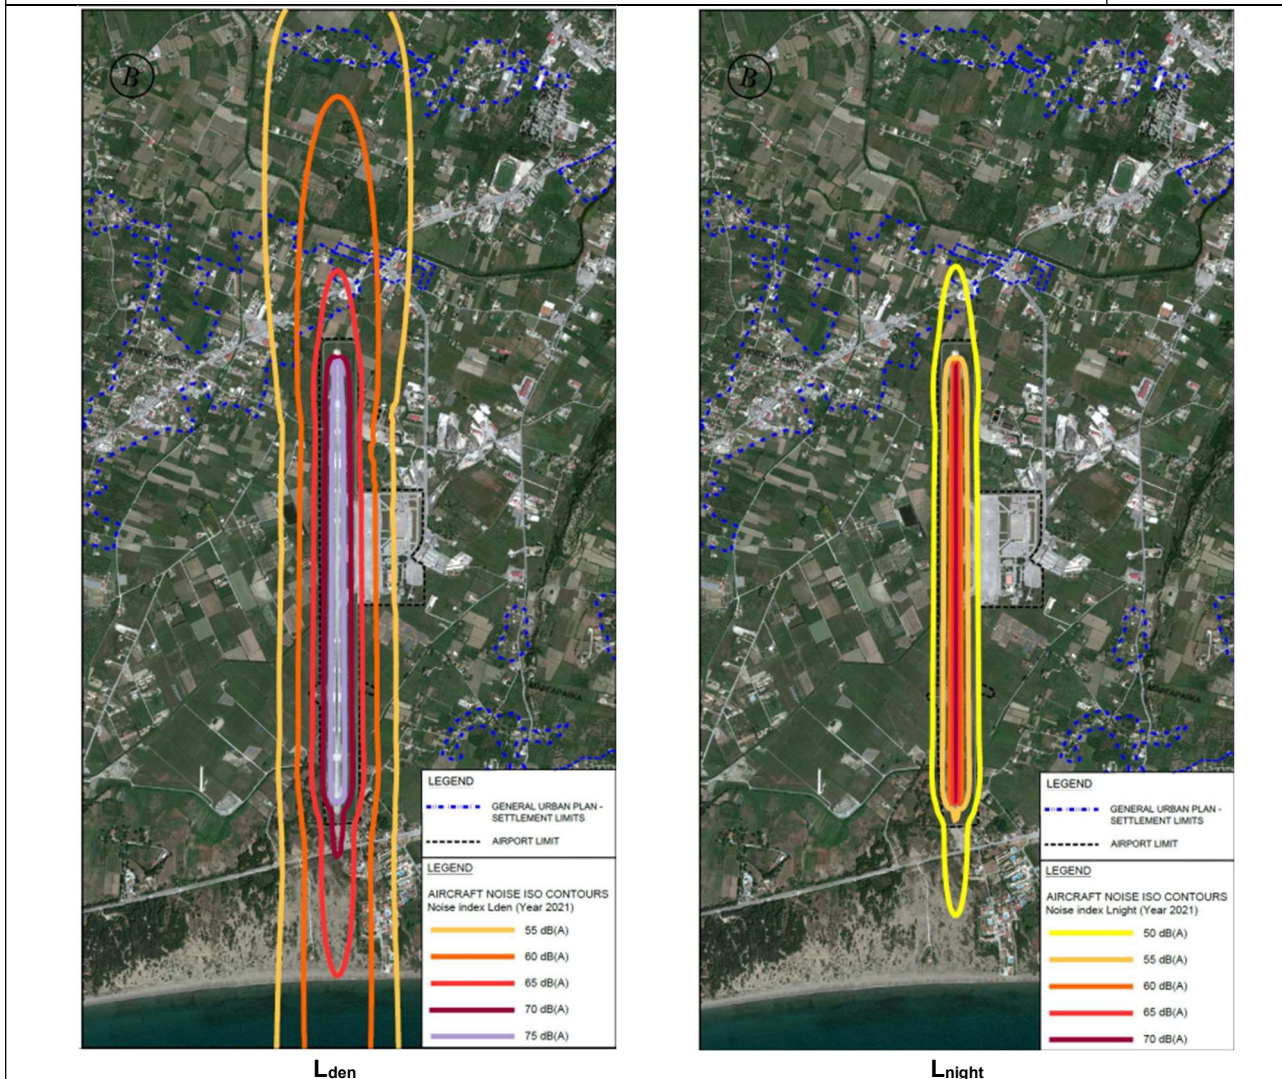 B
B
ΜΑΡΓΑΡΑΙΙΚΑ
LEGEND
GENERAL URBAN PLAN -
SETTLEMENT LIMITS
AIRPORT LIMIT
LEGEND
AIRCRAFT NOISE ISO CONTOURS
Noise index Lden (Year 2021)
55 dB(A)
60 dB(A)
65 dB(A)
70 dB(A)
75 dB(A)
LEGEND
GENERAL URBAN PLAN -
SETTLEMENT LIMITS
AIRPORT LIMIT
LEGEND
AIRCRAFT NOISE ISO CONTOURS
Noise index Lnight (Year 2021)
50 dB(A)
55 dB(A)
60 dB(A)
65 dB(A)
70 dB(A)
Lden
Lnight